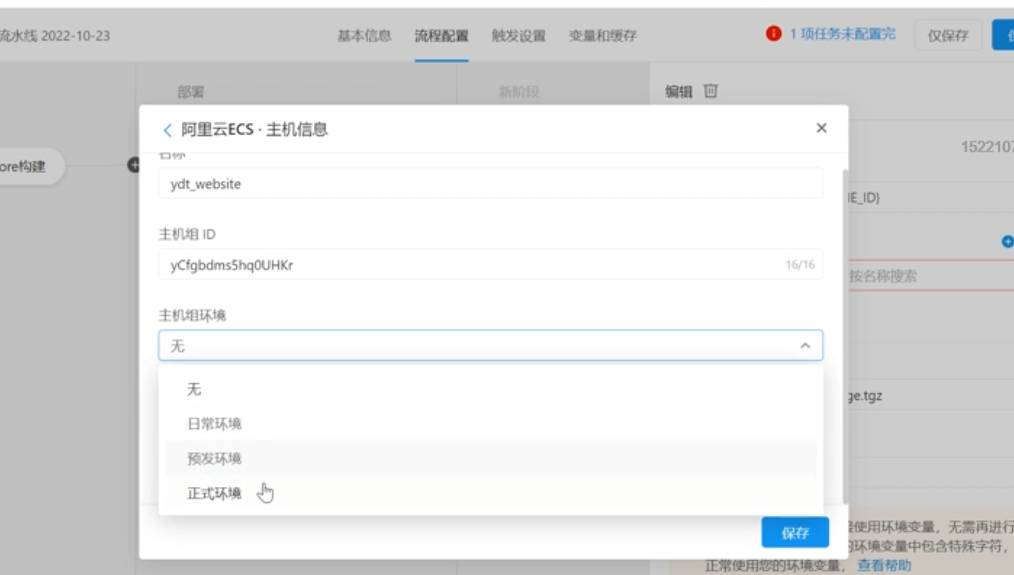 流水线 2022-10-23
基本信息 流程配置 触发设置 变量和缓存
1 项任务未配置完 仅保存
部署 新阶段 编辑
阿里云ECS · 主机信息
ore构建
152210
名称
ydt_website
IE_ID)
主机组 ID
yCfgbdms5hq0UHKr 16/16
按名称搜索
主机组环境
无
无
日常环境
ge.tgz
预发环境
正式环境
保存
使用环境变量，无需再进行
的环境变量中包含特殊字符，
正常使用您的环境变量， 查看帮助